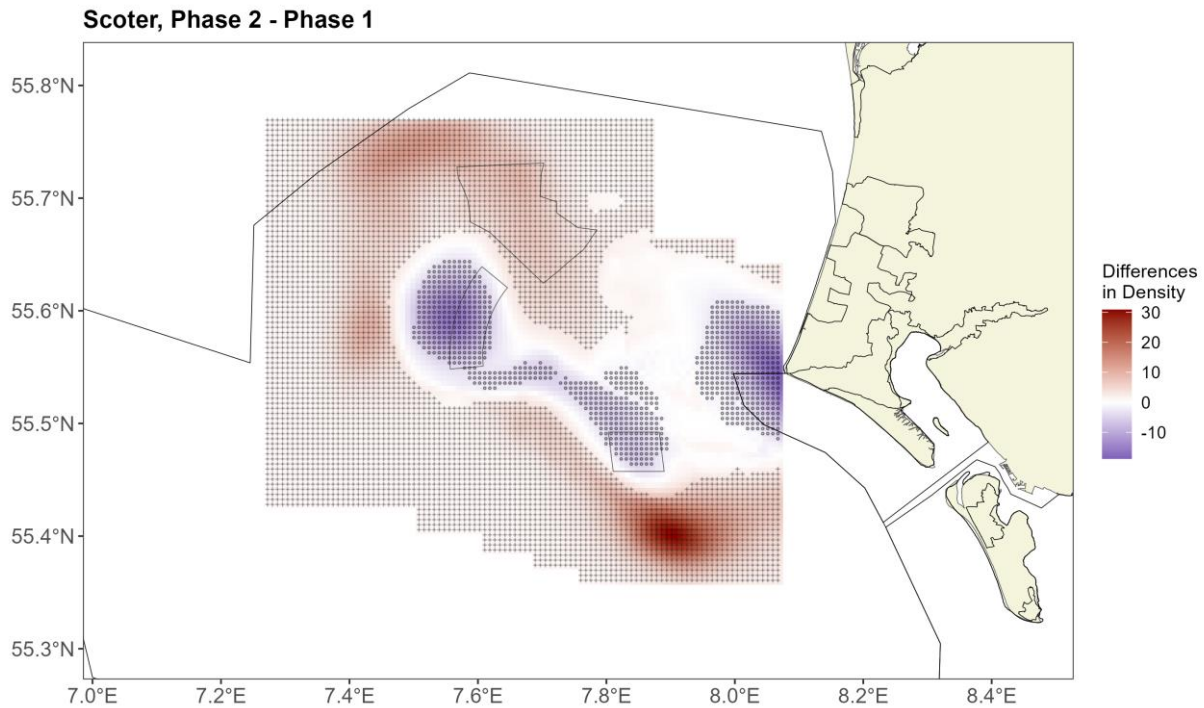 Scoter, Phase 2 - Phase 1
55.8°N
55.7°N
55.6°N
55.5°N
55.4°N
55.3°N
7.0°E
7.2°E
7.4°E
7.6°E
7.8°E
8.0°E
8.2°E
8.4°E
Differences
in Density
30
20
10
0
-10